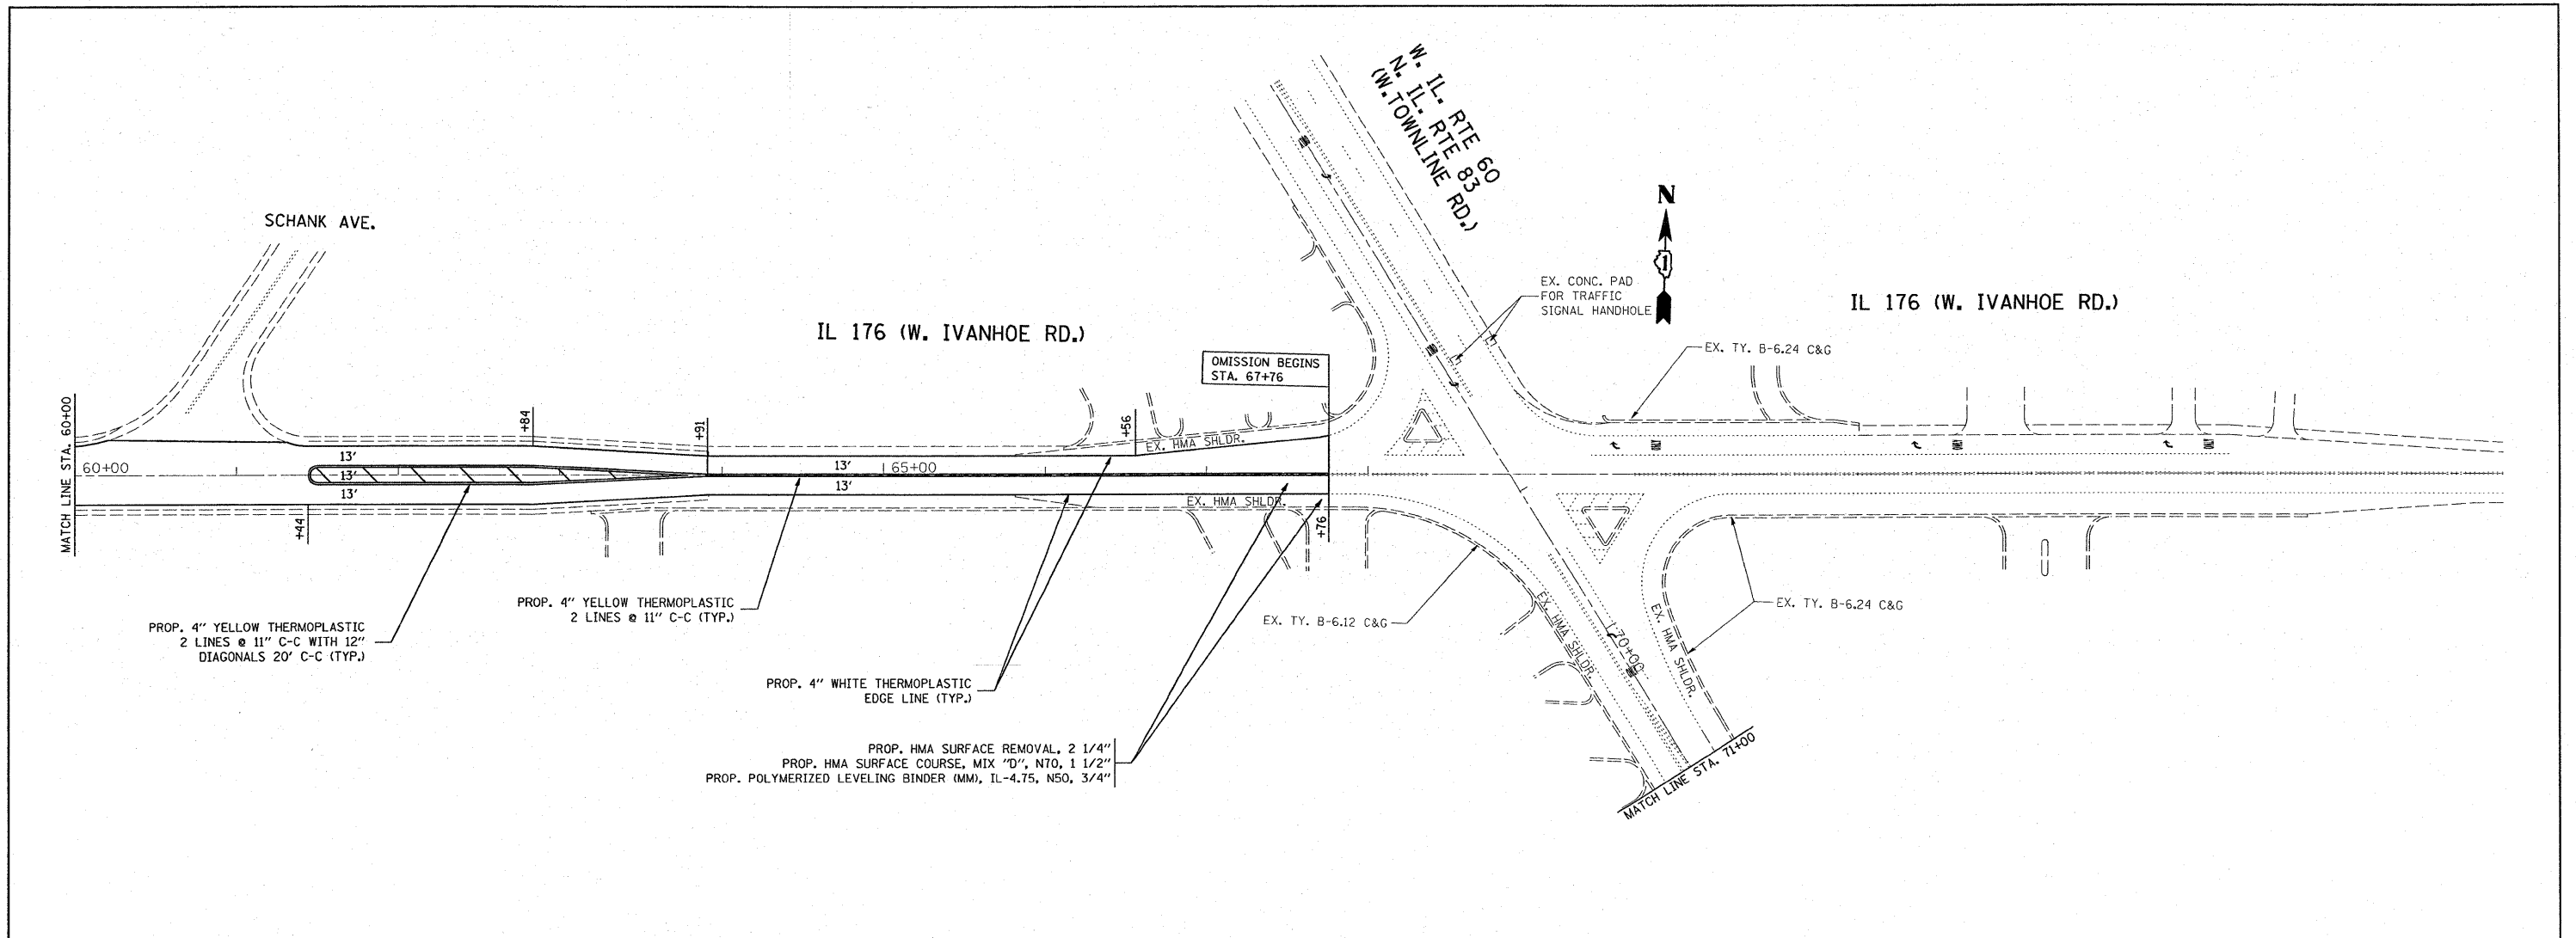 W. IL. RTE 60
N. IL. RTE 83
(W.TOWNLINE RD.)
N
1
SCHANK AVE.
EX. CONC. PAD
FOR TRAFFIC
SIGNAL HANDHOLE
IL 176 (W. IVANHOE RD.)
IL 176 (W. IVANHOE RD.)
OMISSION BEGINS
STA. 67+76
EX. TY. B-6.24 C&G
MATCH LINE STA. 60+00
+84
+91
+56
EX. HMA SHLDR.
60+00
13'
13'
13'
13'
65+00
13'
EX. HMA SHLDR.
+44
+76
PROP. 4" YELLOW THERMOPLASTIC
2 LINES @ 11" C-C WITH 12"
DIAGONALS 20' C-C (TYP.)
PROP. 4" YELLOW THERMOPLASTIC
2 LINES @ 11" C-C (TYP.)
EX. TY. B-6.12 C&G
EX. HMA SHLDR.
170+00
EX. HMA SHLDR.
EX. TY. B-6.24 C&G
PROP. 4" WHITE THERMOPLASTIC
EDGE LINE (TYP.)
PROP. HMA SURFACE REMOVAL, 2 1/4"
PROP. HMA SURFACE COURSE, MIX "D", N70, 1 1/2"
PROP. POLYMERIZED LEVELING BINDER (MM), IL-4.75, N50, 3/4"
MATCH LINE STA. 71+00